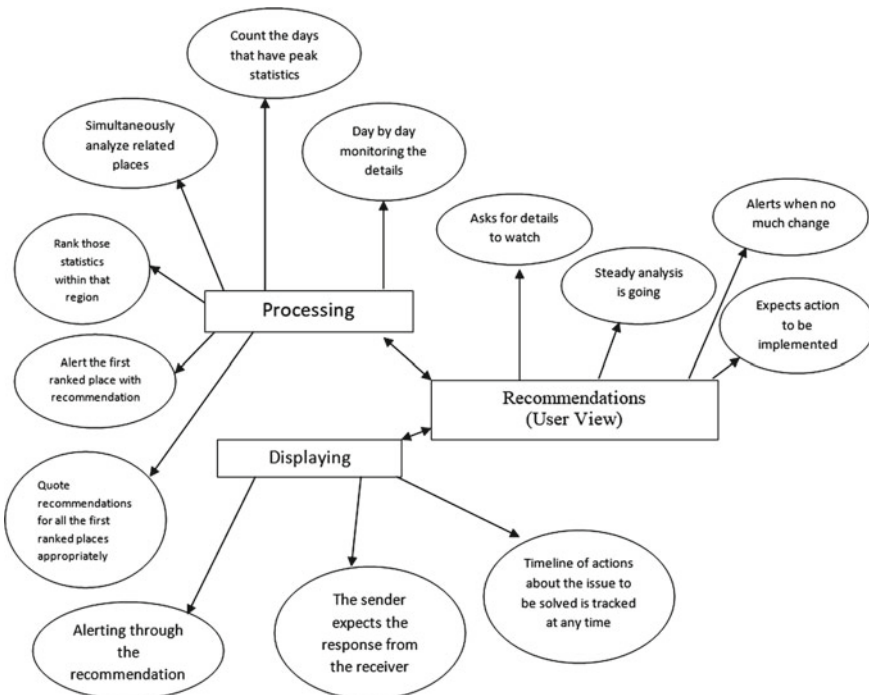 Count the days
that have peak
statistics
Simultaneously
analyze related
places
Day by day
monitoring the
details
Rank those
statistics
within that
region
Asks for details
to watch
Alerts when no
much change
Steady analysis
is going
Expects action
to be
implemented
Processing
Alert the first
ranked place with
recommendation
Recommendations
(User View)
Displaying
Quote
recommendations
for all the first
ranked places
appropriately
Timeline of actions
about the issue to
be solved is tracked
at any time
The sender
expects the
response from
the receiver
Alerting through
the
recommendation